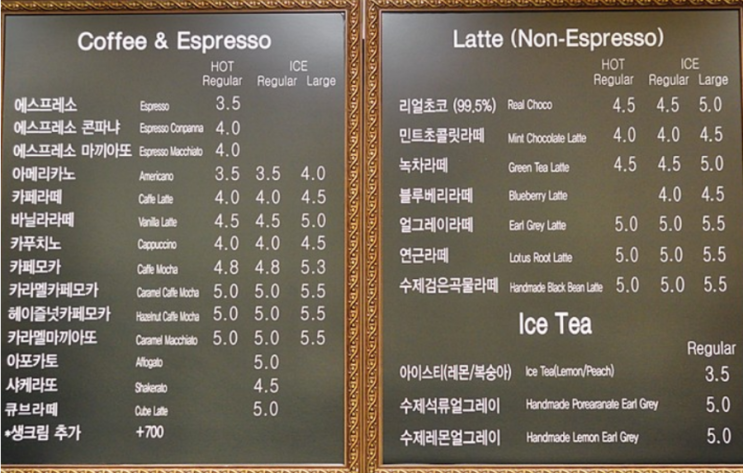 Coffee & Espresso
HOT ICE
Regular Regular Large
에스프레소 Espresso 3.5
에스프레소 콘파냐 Espresso Conpanna 4.0
에스프레소 마끼아또 Espresso Macchiato 4.0
아메리카노 Americano 3.5 3.5 4.0
카페라떼 Caffe Latte 4.0 4.0 4.5
바닐라라떼 Vanilla Latte 4.5 4.5 5.0
카푸치노 Cappuccino 4.0 4.0 4.5
카페모카 Caffe Mocha 4.8 4.8 5.3
카라멜카페모카 Caramel Caffe Mocha 5.0 5.0 5.5
헤이즐넛카페모카 Hazelnut Caffe Mocha 5.0 5.0 5.5
카라멜마끼아또 Caramel Macchiato 5.0 5.0 5.5
아포카토 Affogato 5.0
샤케라또 Shakerato 4.5
큐브라떼 Cube Latte 5.0
*생크림 추가 +700
Latte (Non-Espresso)
HOT ICE
Regular Regular Large
리얼초코 (99.5%) Real Choco 4.5 4.5 5.0
민트초콜릿라떼 Mint Chocolate Latte 4.0 4.0 4.5
녹차라떼 Green Tea Latte 4.5 4.5 5.0
블루베리라떼 Blueberry Latte 4.0 4.5
얼그레이라떼 Earl Grey Latte 5.0 5.0 5.5
연근라떼 Lotus Root Latte 5.0 5.0 5.5
수제검은곡물라떼 Handmade Black Bean Latte 5.0 5.0 5.5
Ice Tea
Regular
아이스티(레몬/복숭아) Ice Tea(Lemon/Peach) 3.5
수제석류얼그레이 Handmade Porearanate Earl Grey 5.0
수제레몬얼그레이 Handmade Lemon Earl Grey 5.0